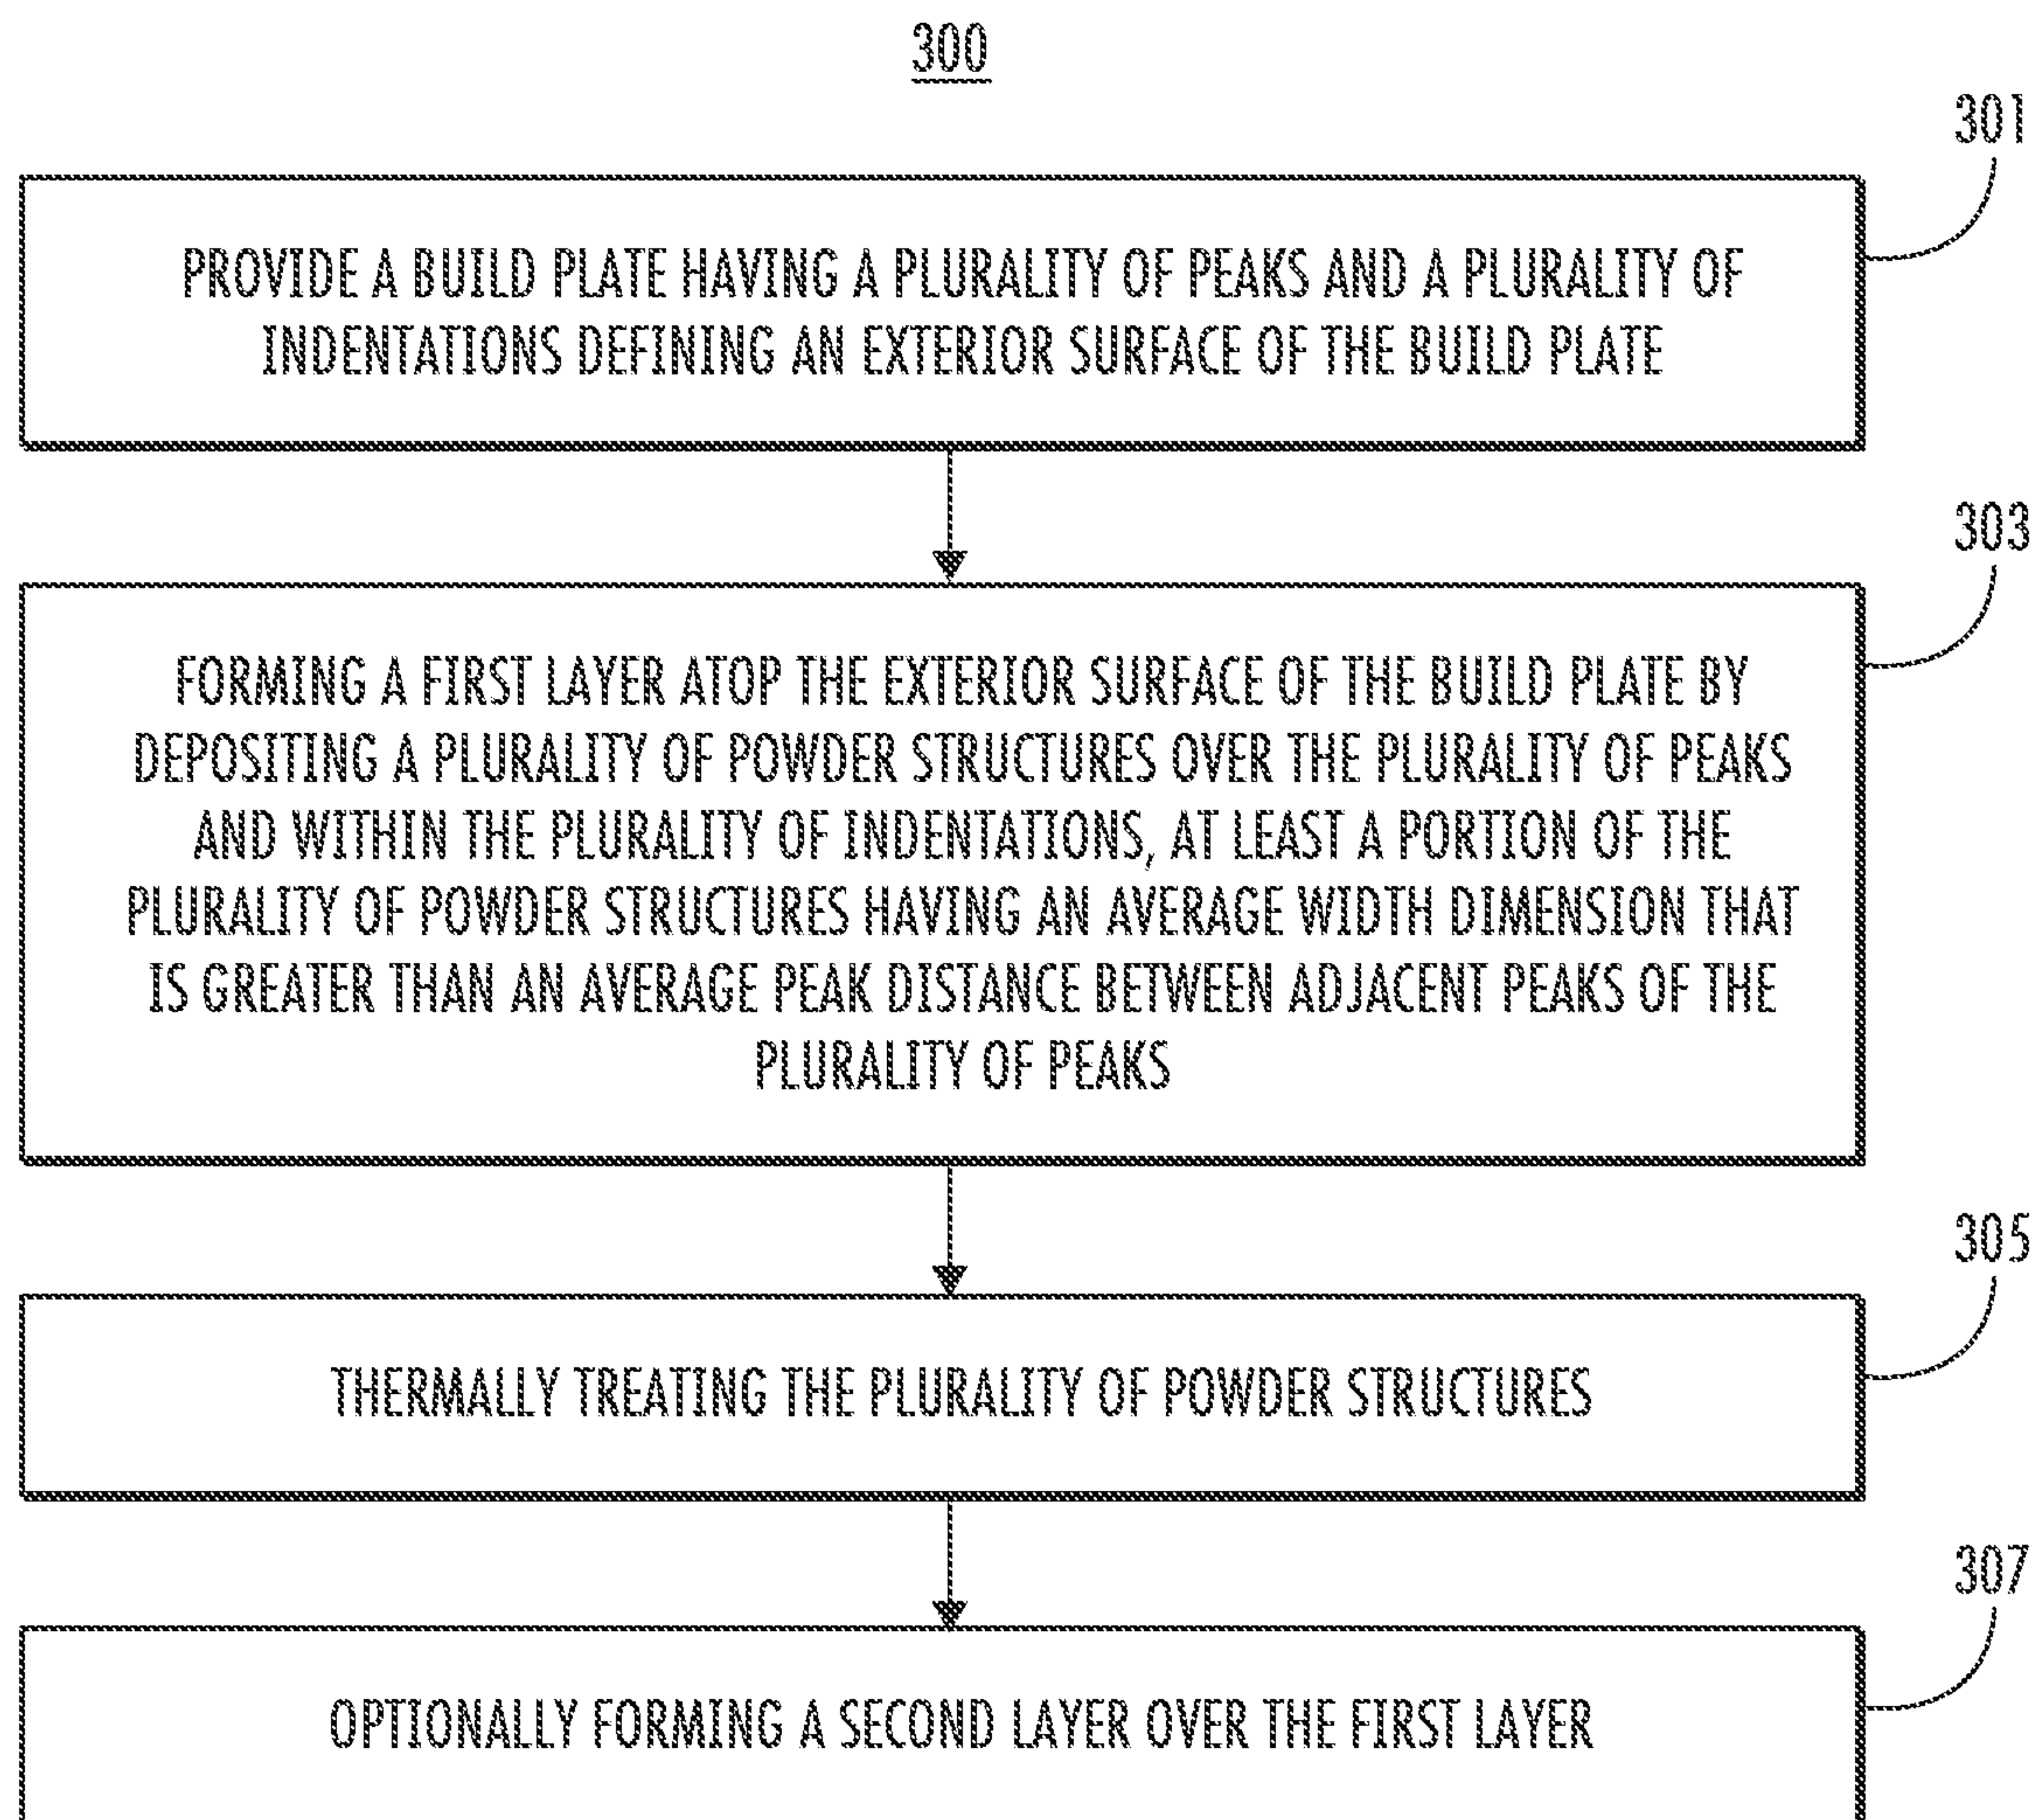 300
301
PROVIDE A BUILD PLATE HAVING A PLURALITY OF PEAKS AND A PLURALITY OF
INDENTATIONS DEFINING AN EXTERIOR SURFACE OF THE BUILD PLATE
303
FORMING A FIRST LAYER ATOP THE EXTERIOR SURFACE OF THE BUILD PLATE BY
DEPOSITING A PLURALITY OF POWDER STRUCTURES OVER THE PLURALITY OF PEAKS
AND WITHIN THE PLURALITY OF INDENTATIONS, AT LEAST A PORTION OF THE
PLURALITY OF POWDER STRUCTURES HAVING AN AVERAGE WIDTH DIMENSION THAT
IS GREATER THAN AN AVERAGE PEAK DISTANCE BETWEEN ADJACENT PEAKS OF THE
PLURALITY OF PEAKS
305
THERMALLY TREATING THE PLURALITY OF POWDER STRUCTURES
307
OPTIONALLY FORMING A SECOND LAYER OVER THE FIRST LAYER